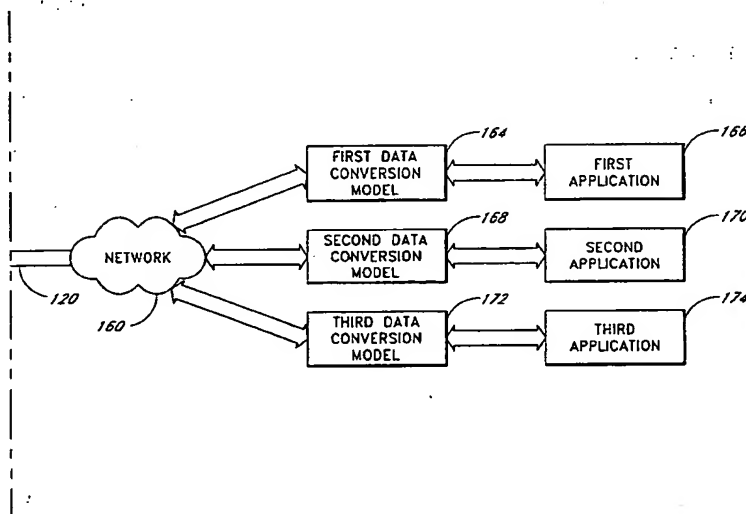 164
FIRST DATA
CONVERSION
MODEL
166
FIRST
APPLICATION
NETWORK
120
160
168
SECOND DATA
CONVERSION
MODEL
170
SECOND
APPLICATION
172
THIRD DATA
CONVERSION
MODEL
174
THIRD
APPLICATION